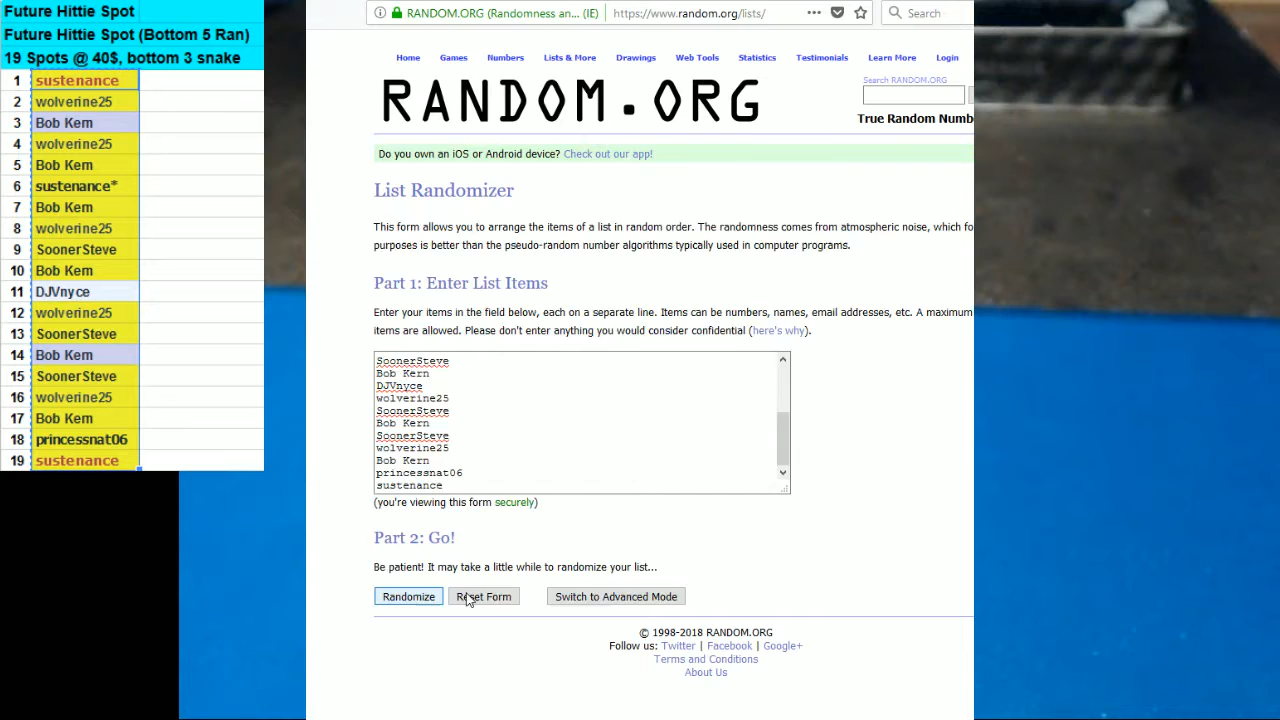 Future Hittie Spot
Future Hittie Spot (Bottom 5 Ran)
19 Spots @ 40$, bottom 3 snake
1 sustenance
2 wolverine25
3 Bob Kern
4 wolverine25
5 Bob Kern
6 sustenance*
7 Bob Kern
8 wolverine25
9 SoonerSteve
10 Bob Kern
11 DJVnyce
12 wolverine25
13 SoonerSteve
14 Bob Kern
15 SoonerSteve
16 wolverine25
17 Bob Kern
18 princessnat06
19 sustenance
RANDOM.ORG (Randomness an... (IE) https://www.random.org/lists/ Search
Home Games Numbers Lists & More Drawings Web Tools Statistics Testimonials Learn More Login
RANDOM.ORG
Search RANDOM.ORG
True Random Numb
Do you own an iOS or Android device? Check out our app!
List Randomizer
This form allows you to arrange the items of a list in random order. The randomness comes from atmospheric noise, which fo
purposes is better than the pseudo-random number algorithms typically used in computer programs.
Part 1: Enter List Items
Enter your items in the field below, each on a separate line. Items can be numbers, names, email addresses, etc. A maximum
items are allowed. Please don't enter anything you would consider confidential (here's why).
SoonerSteve
Bob Kern
DJVnyce
wolverine25
SoonerSteve
Bob Kern
SoonerSteve
wolverine25
Bob Kern
princessnat06
sustenance
(you're viewing this form securely)
Part 2: Go!
Be patient! It may take a little while to randomize your list...
Randomize Reset Form Switch to Advanced Mode
© 1998-2018 RANDOM.ORG
Follow us: Twitter | Facebook | Google+
Terms and Conditions
About Us